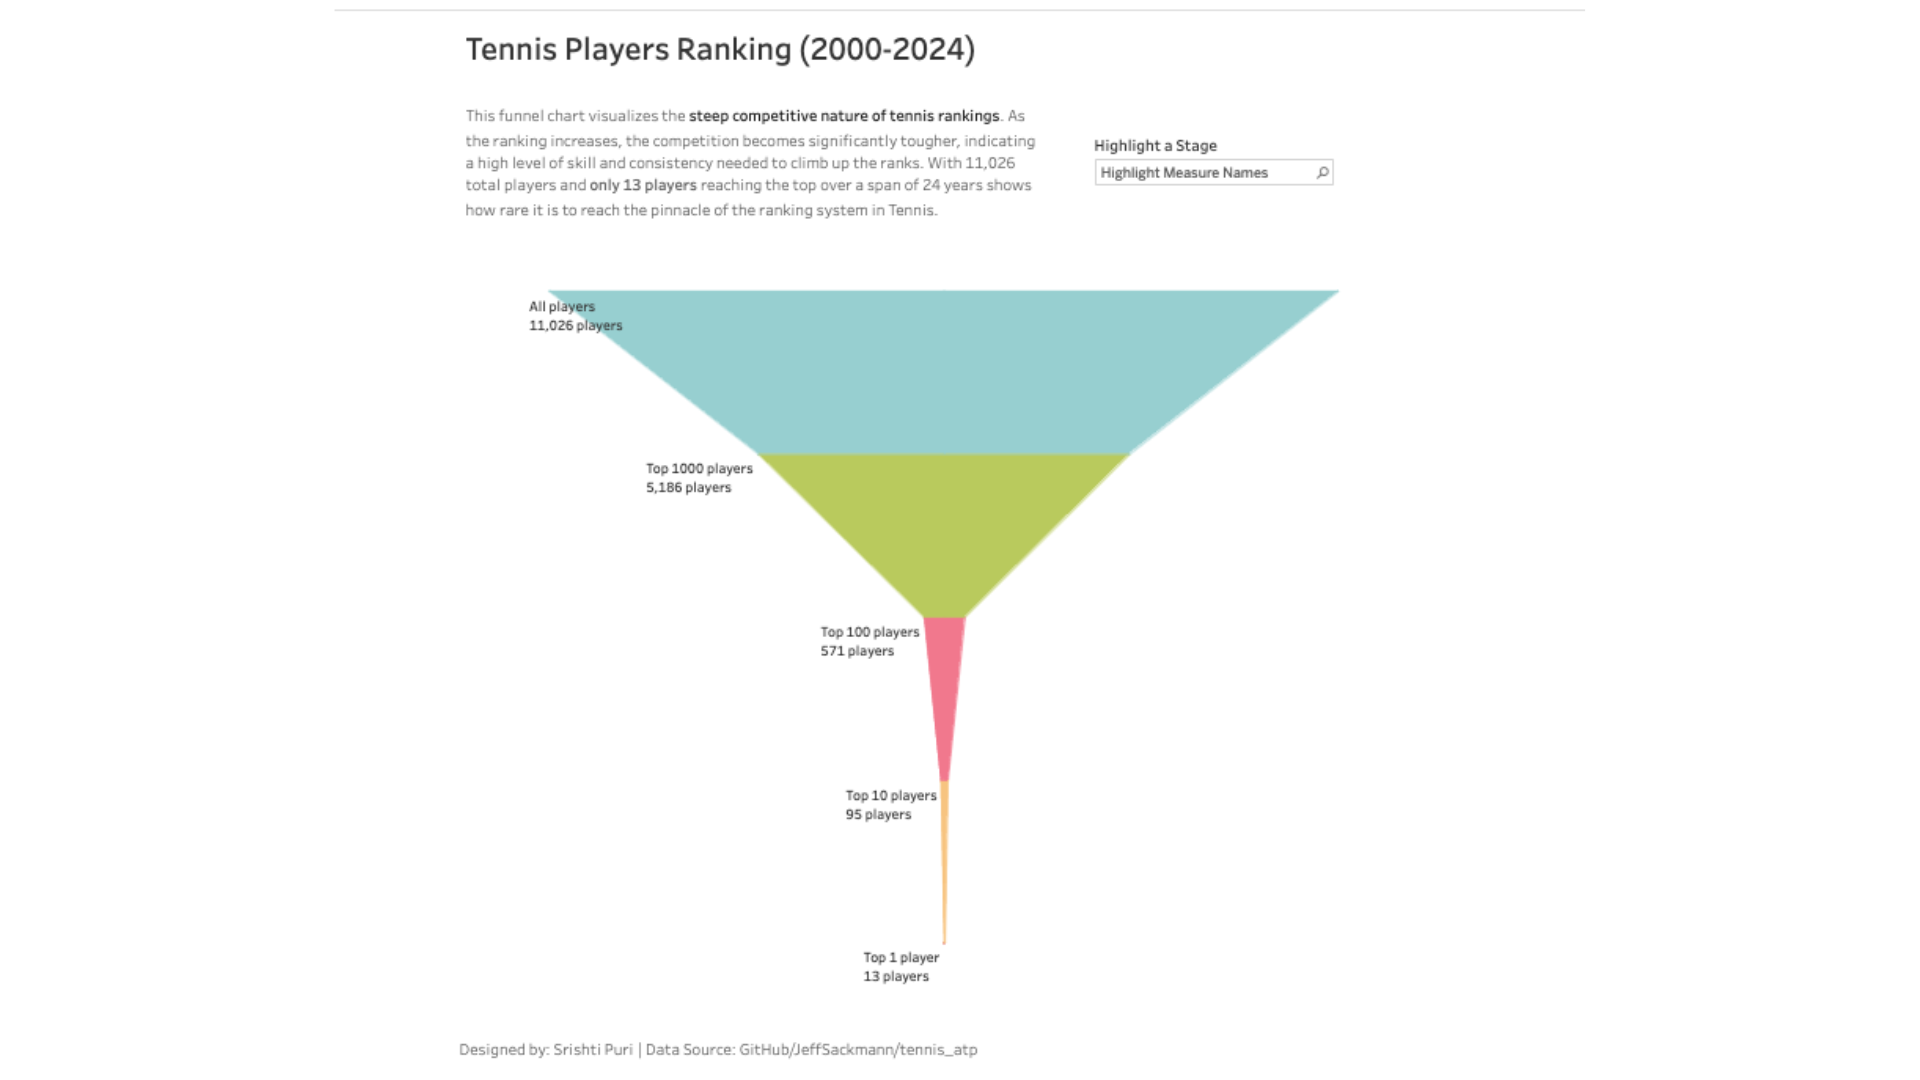 Tennis Players Ranking (2000-2024)
This funnel chart visualizes the steep competitive nature of tennis rankings. As
the ranking increases, the competition becomes significantly tougher, indicating
a high level of skill and consistency needed to climb up the ranks. With 11,026
total players and only 13 players reaching the top over a span of 24 years shows
how rare it is to reach the pinnacle of the ranking system in Tennis.
Highlight a Stage
Highlight Measure Names
All players
11,026 players
Top 1000 players
5,186 players
Top 100 players
571 players
Top 10 players
95 players
Top 1 player
13 players
Designed by: Srishti Puri | Data Source: GitHub/JeffSackmann/tennis_atp